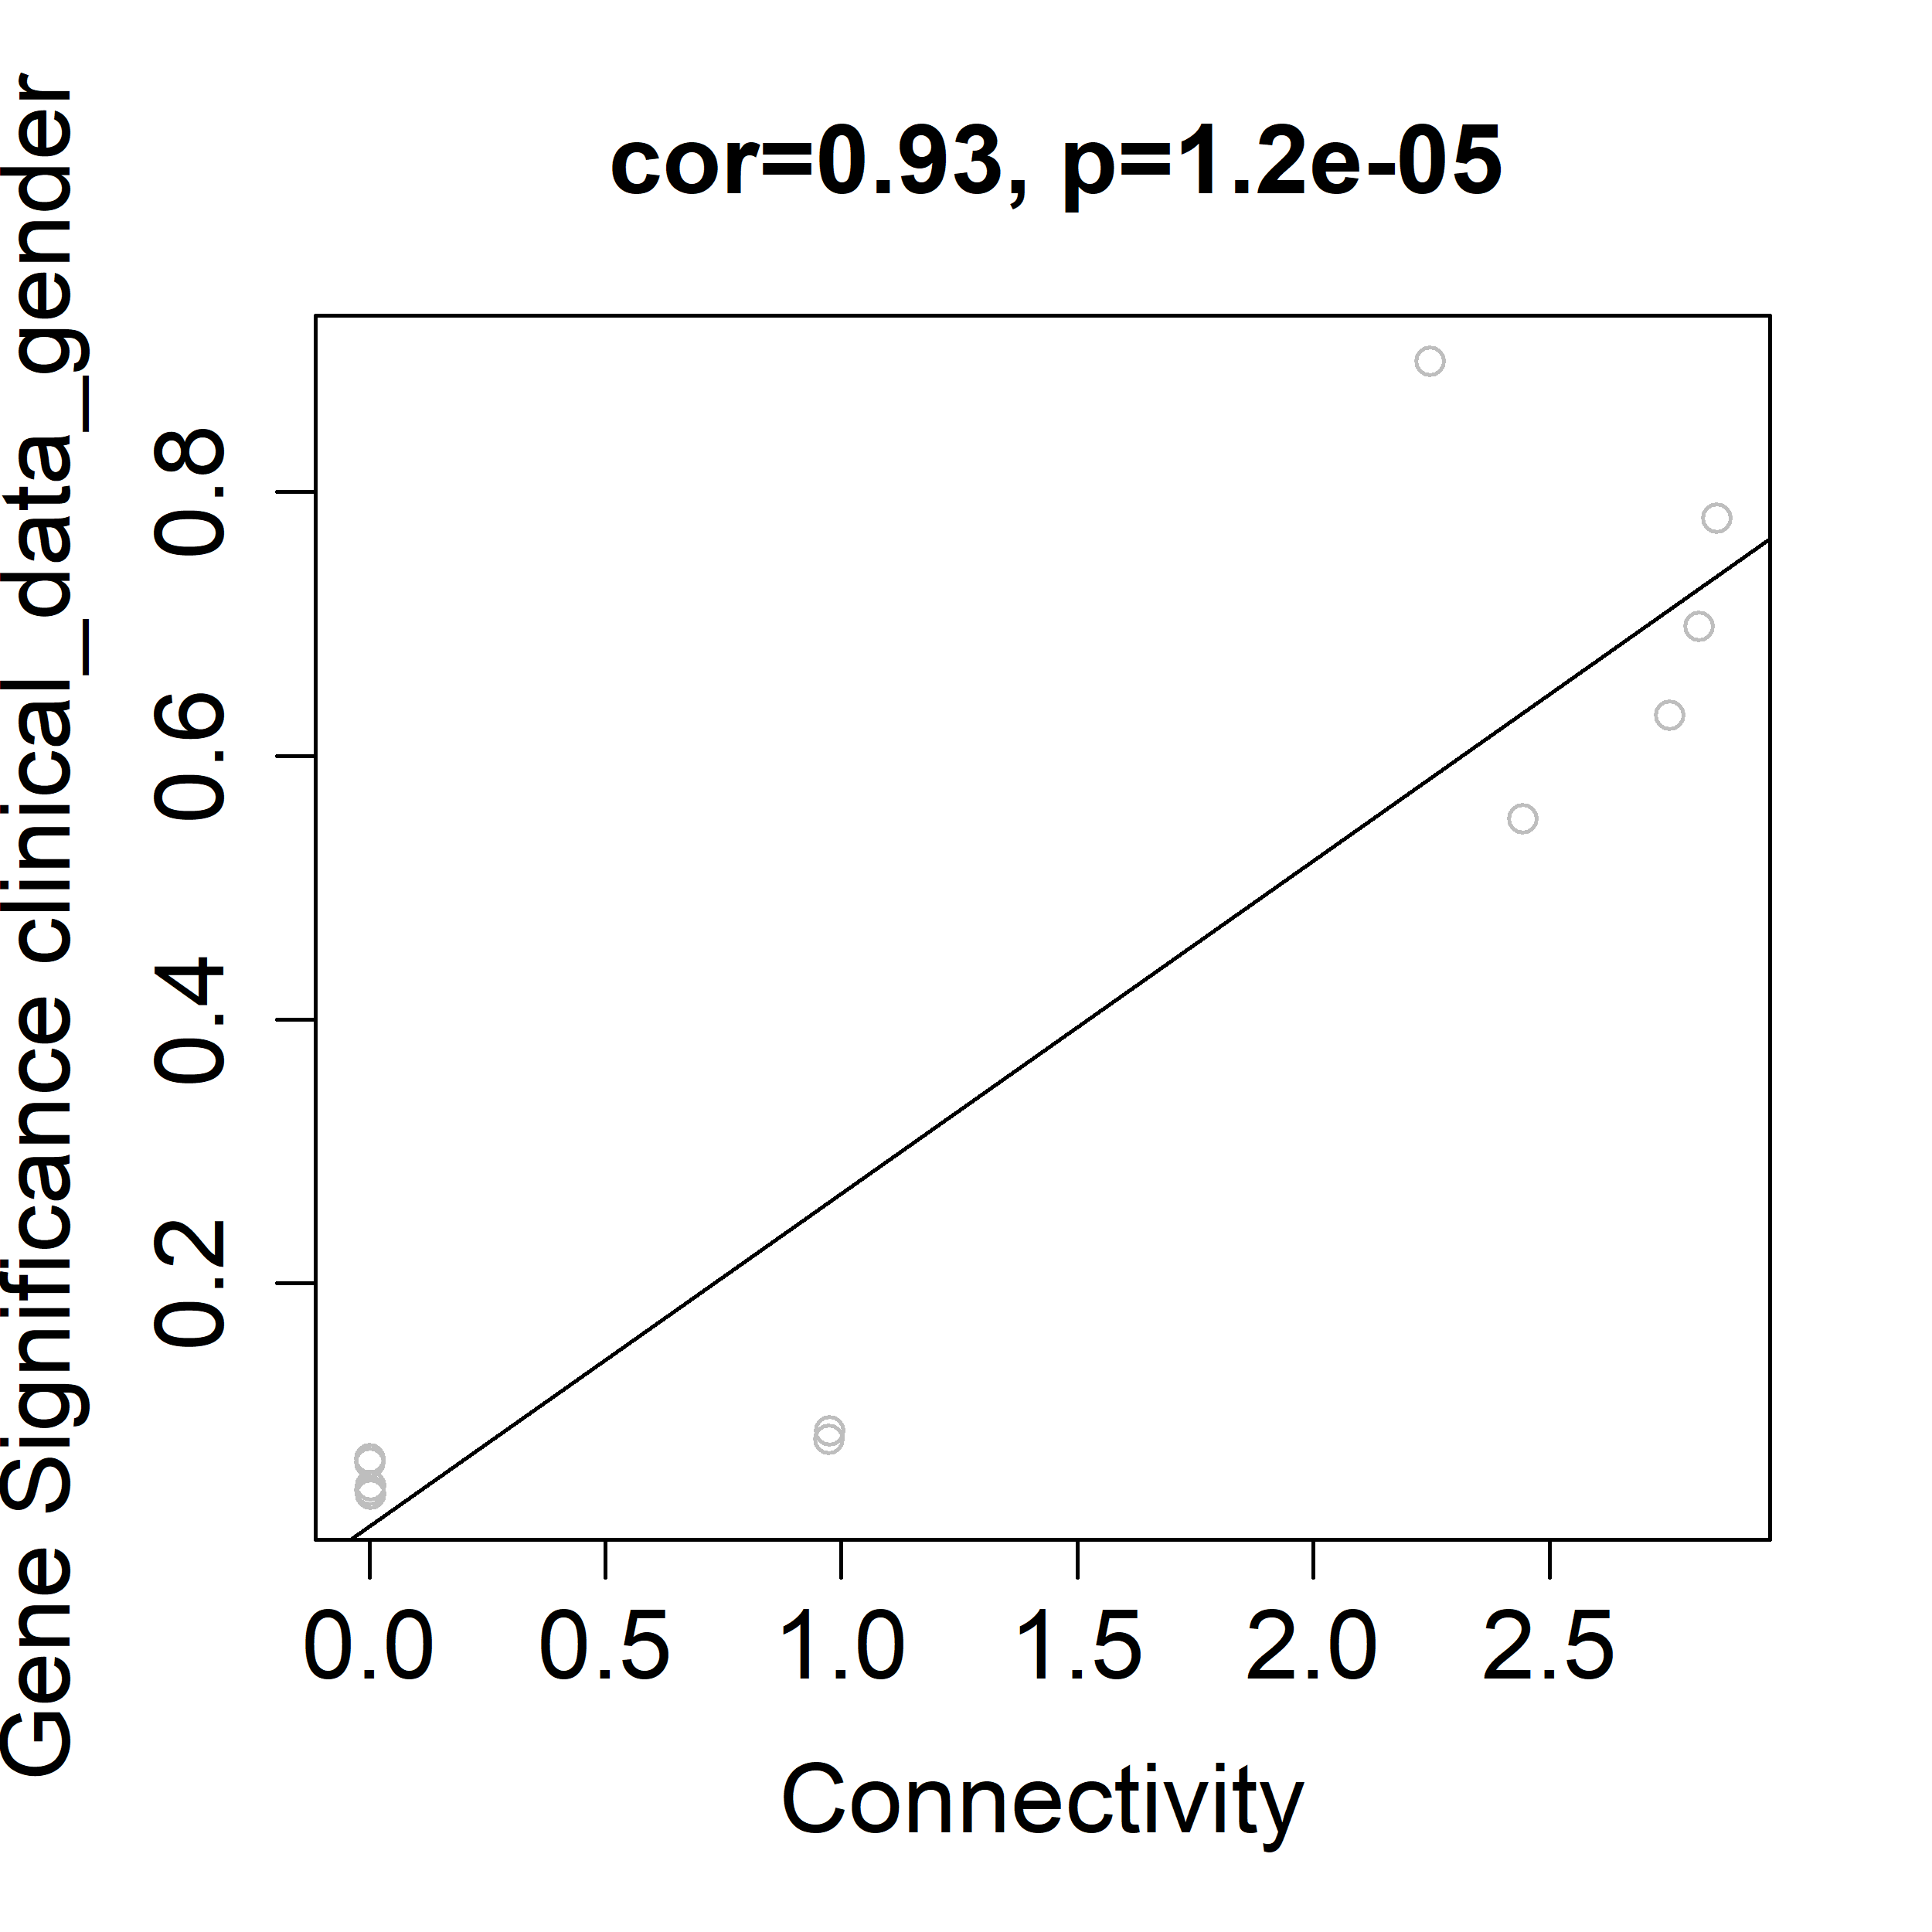 cor=0.93, p=1.2e-05
Gene Significance clinical_data_gender
0.8
0.6
0.4
0.2
0.0 0.5 1.0 1.5 2.0 2.5
Connectivity